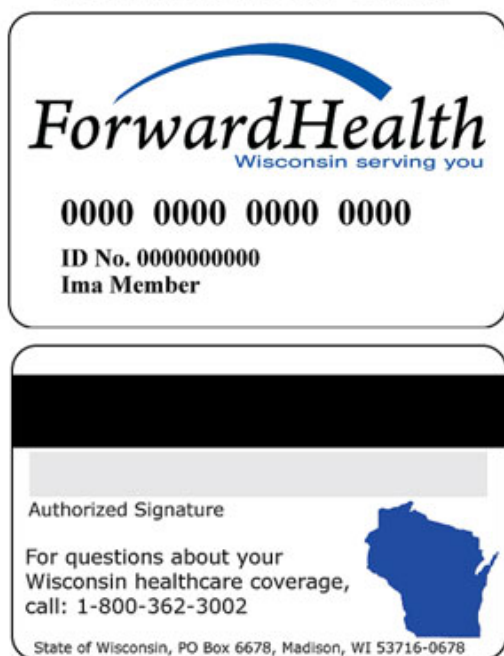 ForwardHealth
Wisconsin serving you
0000 0000 0000 0000
ID No. 0000000000
Ima Member
Authorized Signature
For questions about your
Wisconsin healthcare coverage,
call: 1-800-362-3002
State of Wisconsin, PO Box 6678, Madison, WI 53716-0678